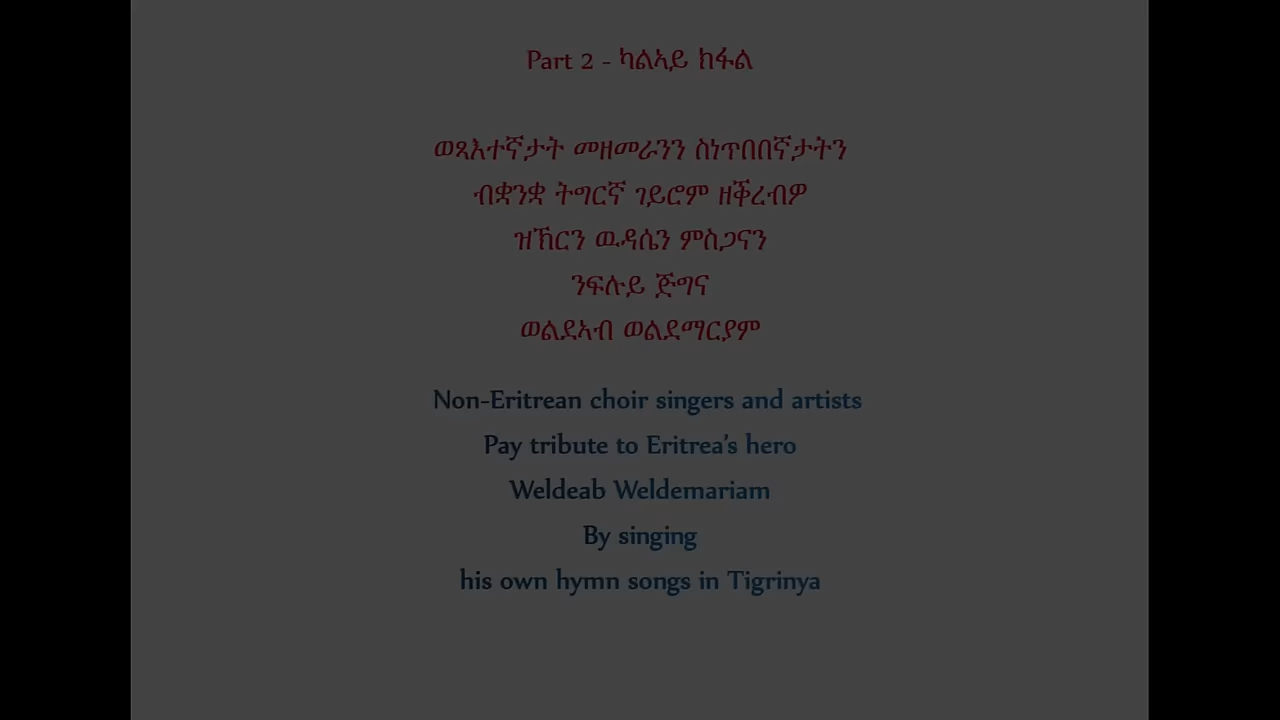 Part 2 - ካልኣይ ክፋል
ወጻእተኛታት መዘመራንን ስነጥበበኛታትን
ብቋንቋ ትግርኛ ገይሮም ዘቕረብዎ
ዝኽርን ዉዳሴን ምስጋናን
ንፍሉይ ጅግና
ወልደኣብ ወልደማርያም
Non-Eritrean choir singers and artists
Pay tribute to Eritrea's hero
Weldeab Weldemariam
By singing
his own hymn songs in Tigrinya